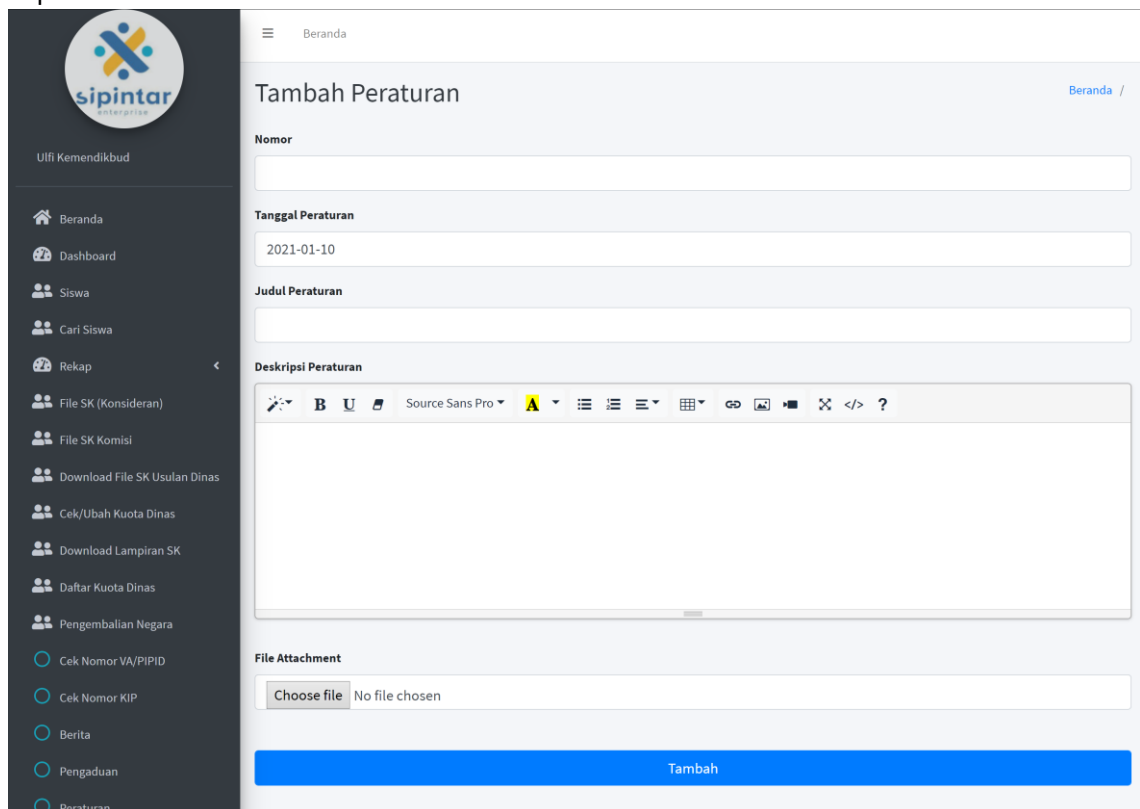 sipintar
enterprise
Ulfi Kemendikbud
Beranda
Dashboard
Siswa
Cari Siswa
Rekap
File SK (Konsideran)
File SK Komisi
Download File SK Usulan Dinas
Cek/Ubah Kuota Dinas
Download Lampiran SK
Daftar Kuota Dinas
Pengembalian Negara
Cek Nomor VA/PIPID
Cek Nomor KIP
Berita
Pengaduan
Peraturan
Beranda
Tambah Peraturan
Beranda /
Nomor
Tanggal Peraturan
2021-01-10
Judul Peraturan
Deskripsi Peraturan
B U Source Sans Pro A </> ?
File Attachment
Choose file No file chosen
Tambah